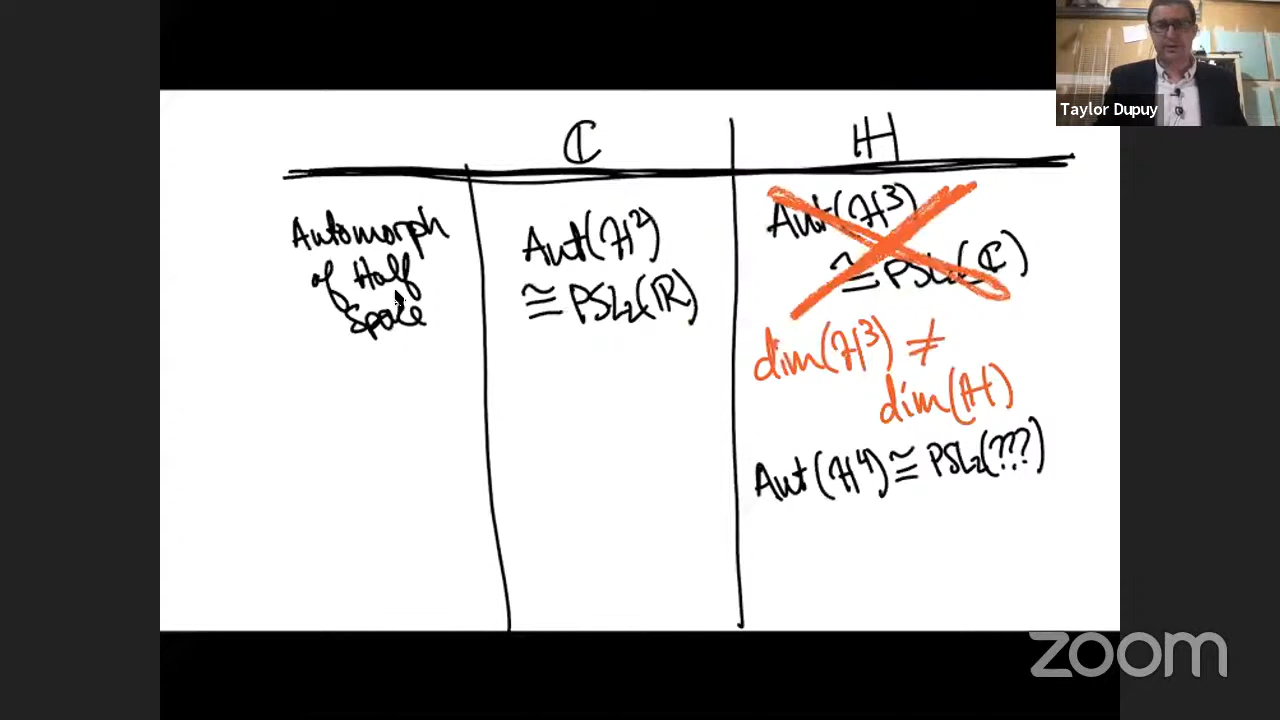 Taylor Dupuy
ℂ
ℍ
Automorph
of Half
Space
Aut(ℋ²)
≅ PSL₂(ℝ)
Aut(ℋ³)
≅ PSL₂(ℂ)
dim(ℋ³) ≠
dim(ℍ)
Aut(ℋ⁴) ≅ PSL₂(???)
zoom